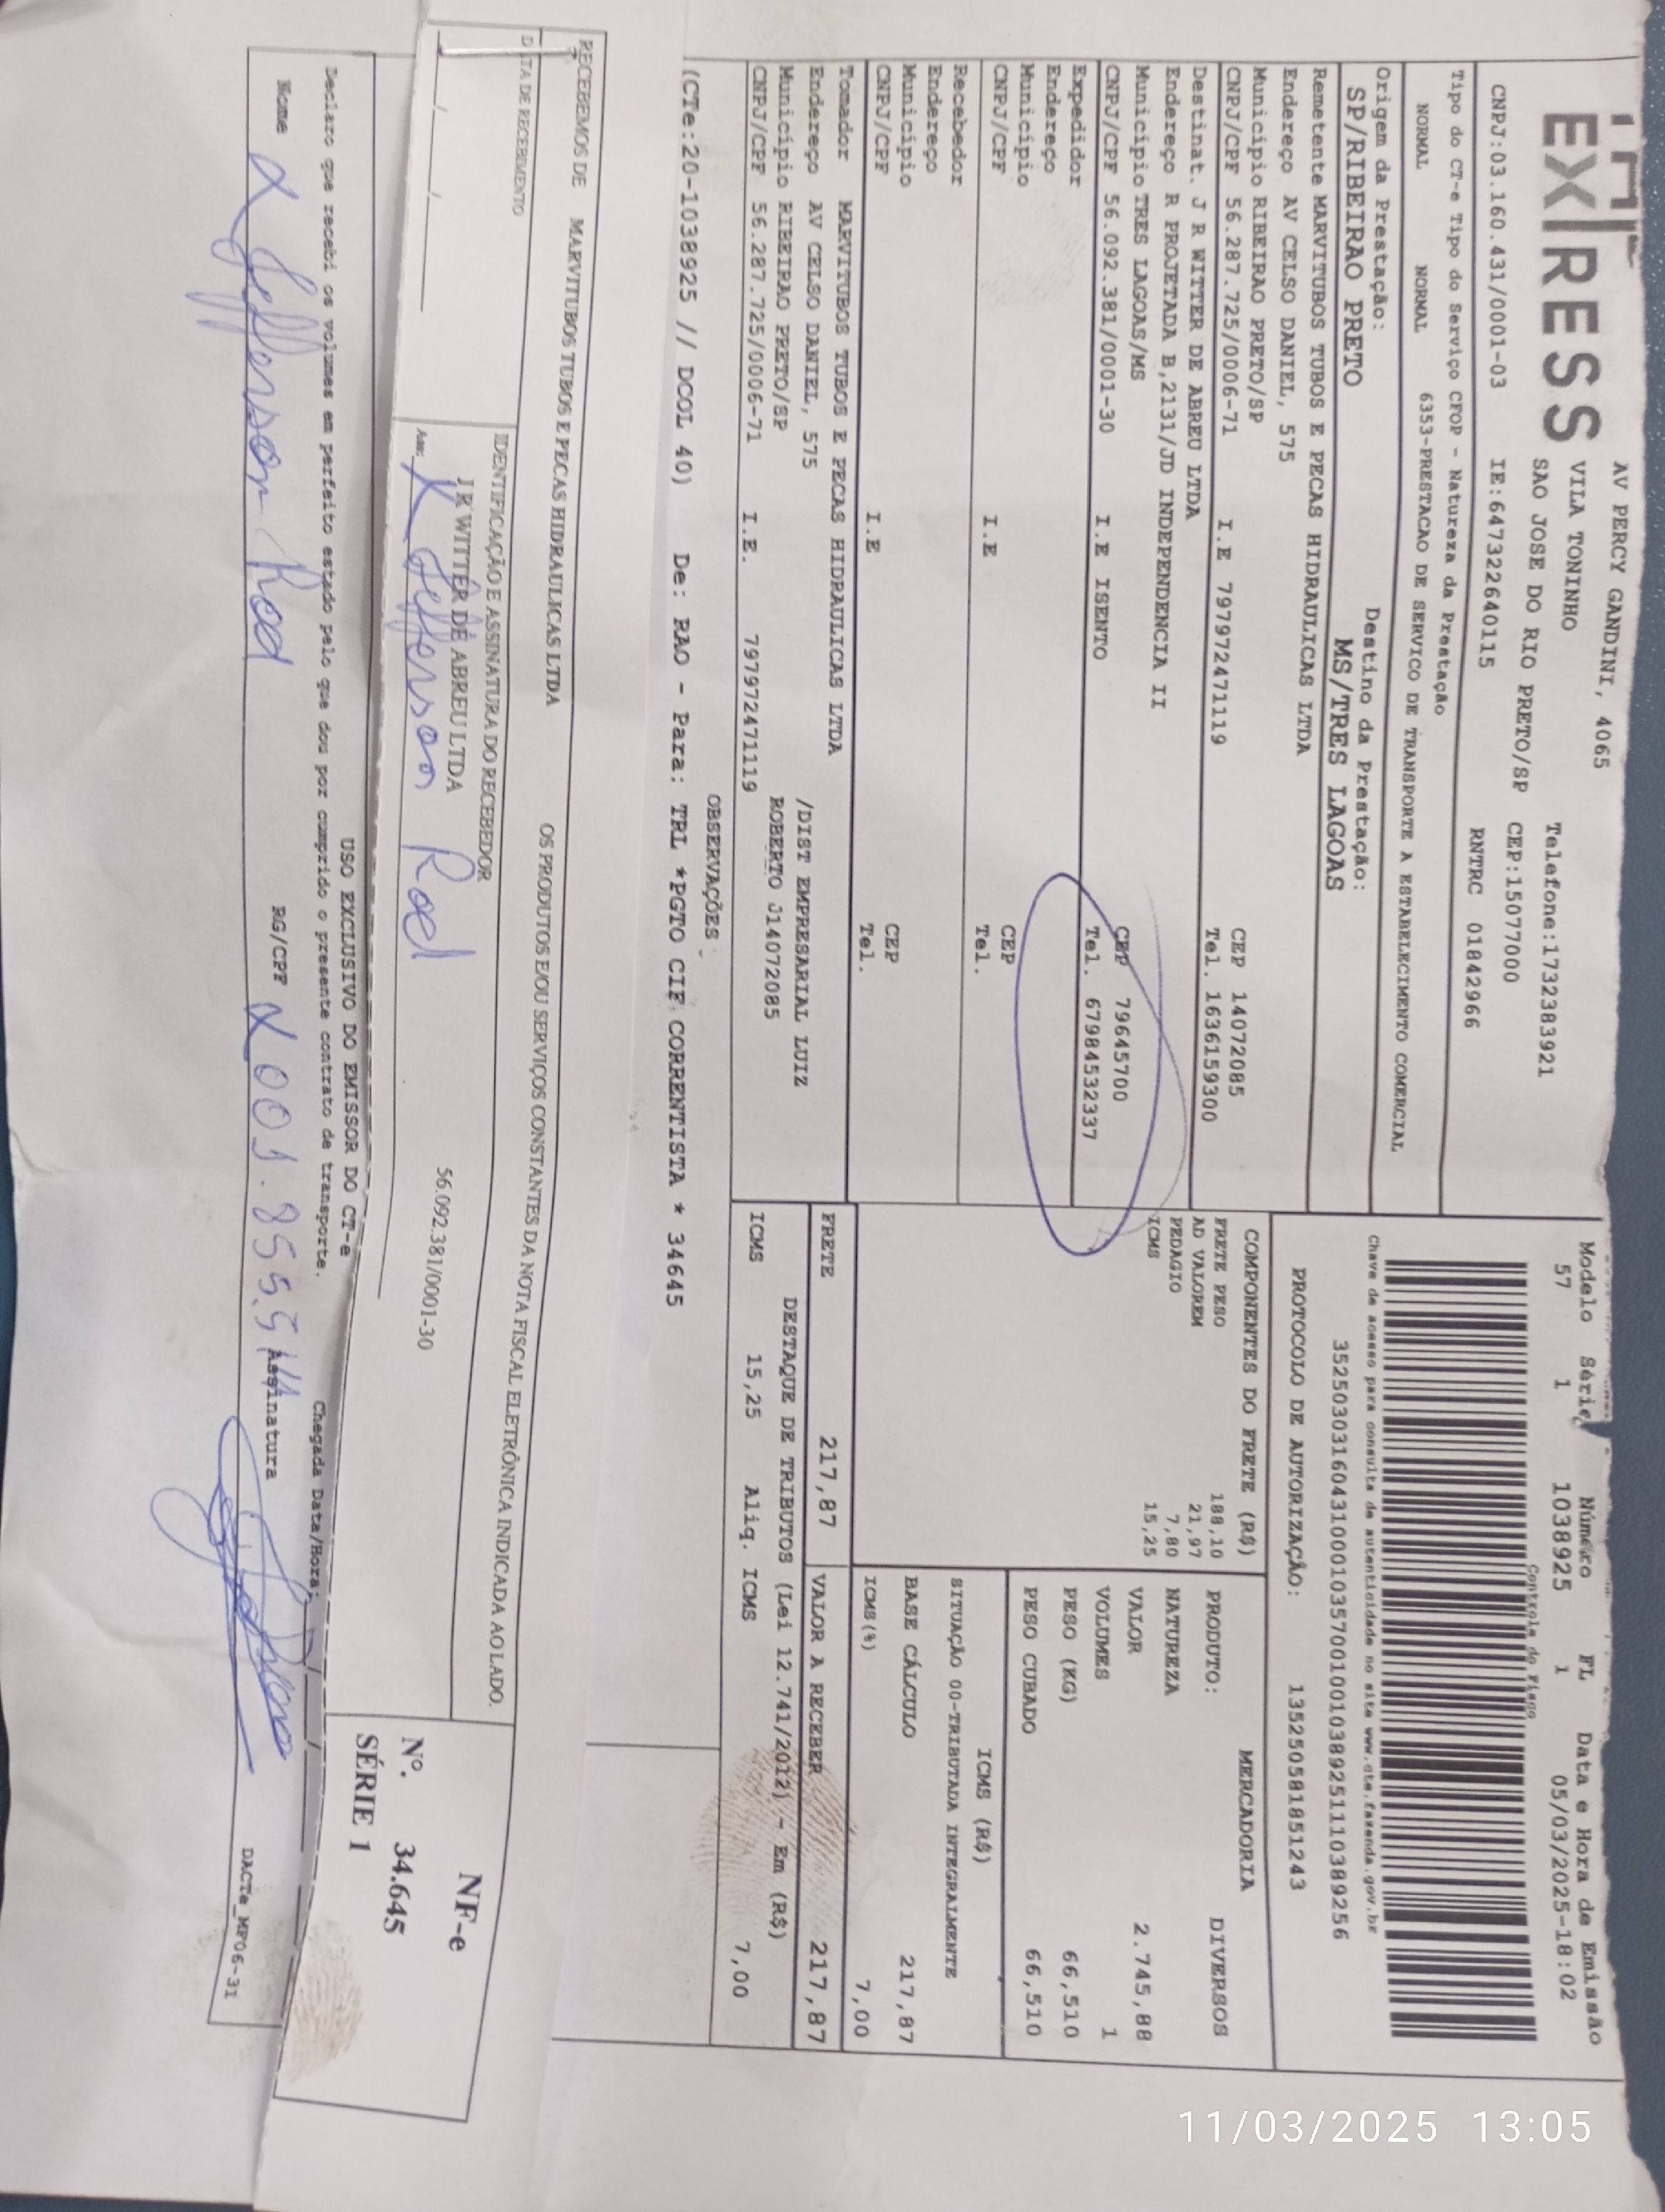 EXPRESS
AV PERCY GANDINI, 4065
VILA TONINHO
SAO JOSE DO RIO PRETO/SP
Telefone:1732383921
CEP:15077000
CNPJ:03.160.431/0001-03 IE:647322640115 RNTRC 01842966
Modelo Série Número FL Data e Hora de Emissão
57 1 1038925 1 05/03/2025-18:02
Controle do Fisco
Chave de acesso para consulta de autenticidade no site www.cte.fazenda.gov.br
35250303160431000103570010010389251110389256
PROTOCOLO DE AUTORIZAÇÃO: 135250581851243
Tipo do CT-e Tipo do Serviço CFOP - Natureza da Prestação
NORMAL NORMAL 6353-PRESTACAO DE SERVICO DE TRANSPORTE A ESTABELECIMENTO COMERCIAL
Origem da Prestação: Destino da Prestação:
SP/RIBEIRAO PRETO MS/TRES LAGOAS
Remetente MARVITUBOS TUBOS E PECAS HIDRAULICAS LTDA
Endereço AV CELSO DANIEL, 575
Município RIBEIRAO PRETO/SP CEP 14072085
CNPJ/CPF 56.287.725/0006-71 I.E 797972471119 Tel. 1636159300
Destinat. J R WITTER DE ABREU LTDA
Endereço R PROJETADA B,2131/JD INDEPENDENCIA II
Município TRES LAGOAS/MS CEP 79645700
CNPJ/CPF 56.092.381/0001-30 I.E ISENTO Tel. 67984532337
Expedidor
Endereço
Município CEP
CNPJ/CPF I.E Tel.
Recebedor
Endereço
Município CEP
CNPJ/CPF I.E Tel.
Tomador MARVITUBOS TUBOS E PECAS HIDRAULICAS LTDA
Endereço AV CELSO DANIEL, 575 /DIST EMPRESARIAL LUIZ
Município RIBEIRAO PRETO/SP ROBERTO J14072085
CNPJ/CPF 56.287.725/0006-71 I.E. 797972471119
COMPONENTES DO FRETE (R$)
FRETE PESO 188,10
AD VALOREM 21,97
PEDAGIO 7,80
ICMS 15,25
MERCADORIA
PRODUTO: DIVERSOS
NATUREZA
VALOR 2.745,88
VOLUMES 1
PESO (KG) 66,510
PESO CUBADO 66,510
ICMS (R$)
SITUAÇÃO 00-TRIBUTADA INTEGRALMENTE
BASE CÁLCULO 217,87
ICMS(%) 7,00
FRETE 217,87 VALOR A RECEBER 217,87
DESTAQUE DE TRIBUTOS (Lei 12.741/2012) - Em (R$)
ICMS 15,25 Aliq. ICMS 7,00
OBSERVAÇÕES
(CTe:20-1038925 // DCOL 40) De: RAO - Para: TRL *PGTO CIF CORRENTISTA * 34645
RECEBEMOS DE MARVITUBOS TUBOS E PECAS HIDRAULICAS LTDA OS PRODUTOS E/OU SERVIÇOS CONSTANTES DA NOTA FISCAL ELETRÔNICA INDICADA AO LADO.
DATA DE RECEBIMENTO IDENTIFICAÇÃO E ASSINATURA DO RECEBEDOR
J R WITTER DE ABREU LTDA 56.092.381/0001-30
___/___/___ Ass: X Jefferson Rod
NF-e
Nº. 34.645
SÉRIE 1
USO EXCLUSIVO DO EMISSOR DO CT-e
Declaro que recebi os volumes em perfeito estado pelo que dou por cumprido o presente contrato de transporte. Chegada Data/Hora: __/__/__
Nome X Jefferson Rod RG/CPF X 001. Assinatura
DACTe_MF06-31
11/03/2025 13:05